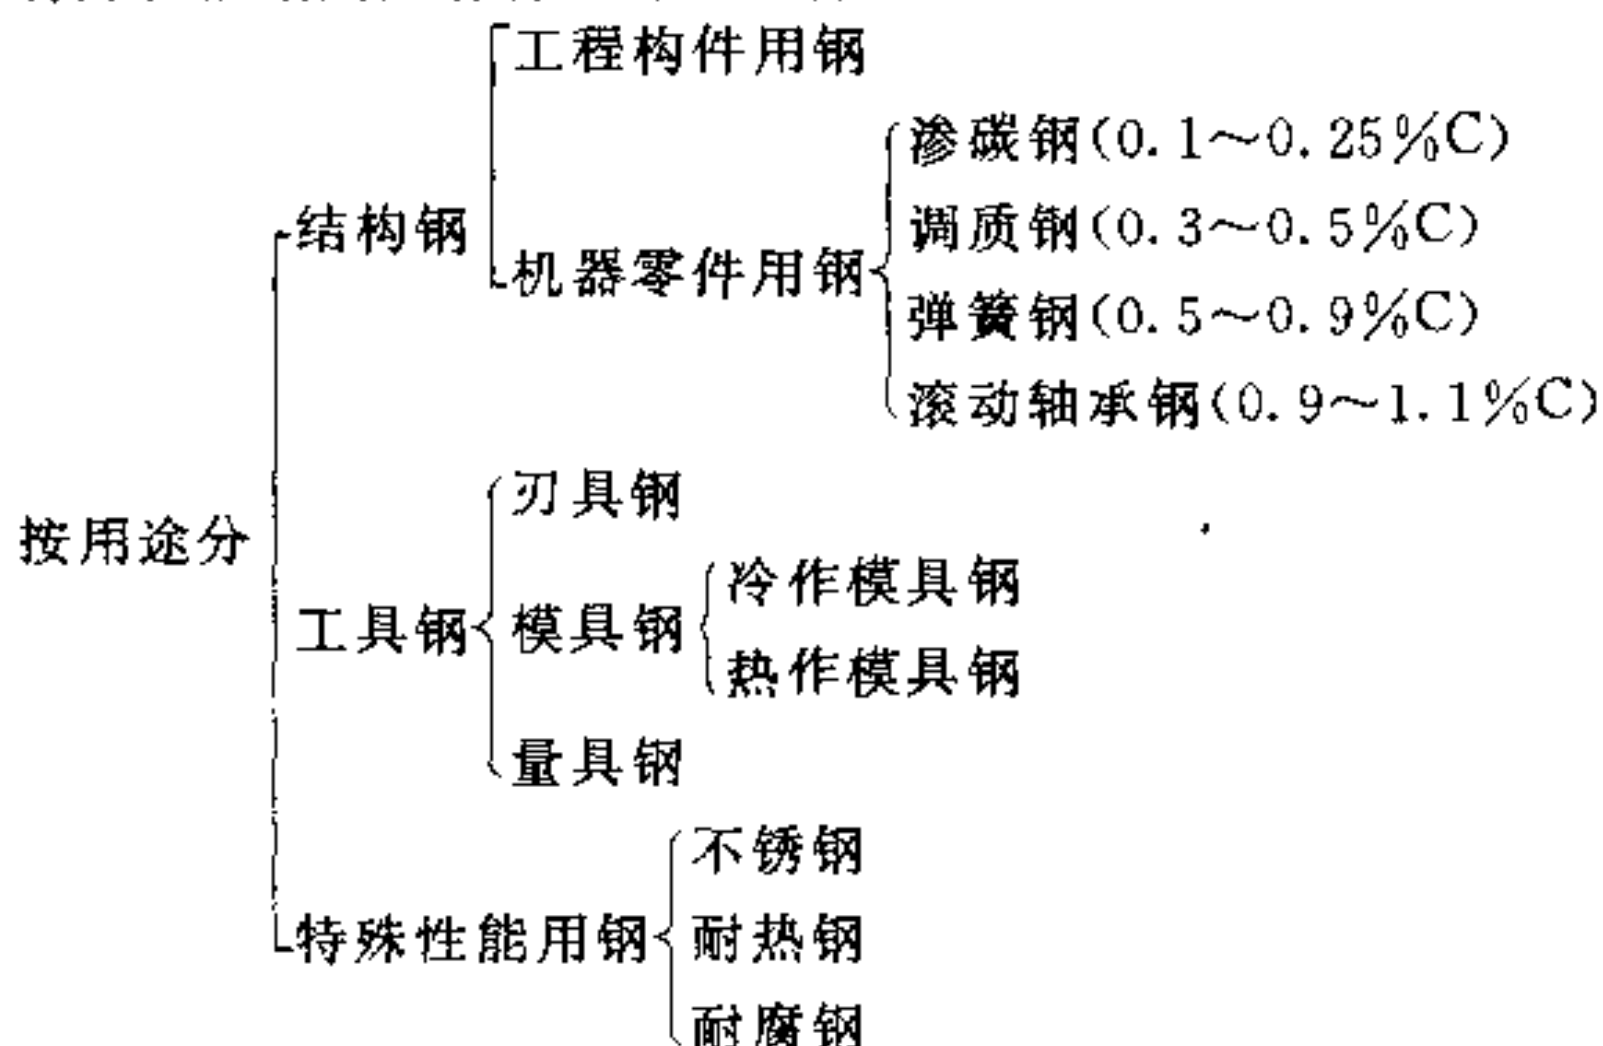 工程构件用钢
渗碳钢(0.1~0.25%C)
调质钢(0.3~0.5%C)
结构钢
机器零件用钢
弹簧钢(0.5~0.9%C)
滚动轴承钢(0.9~1.1%C)
刃具钢
按用途分
冷作模具钢
工具钢
模具钢
热作模具钢
量具钢
不锈钢
特殊性能用钢
耐热钢
耐腐钢